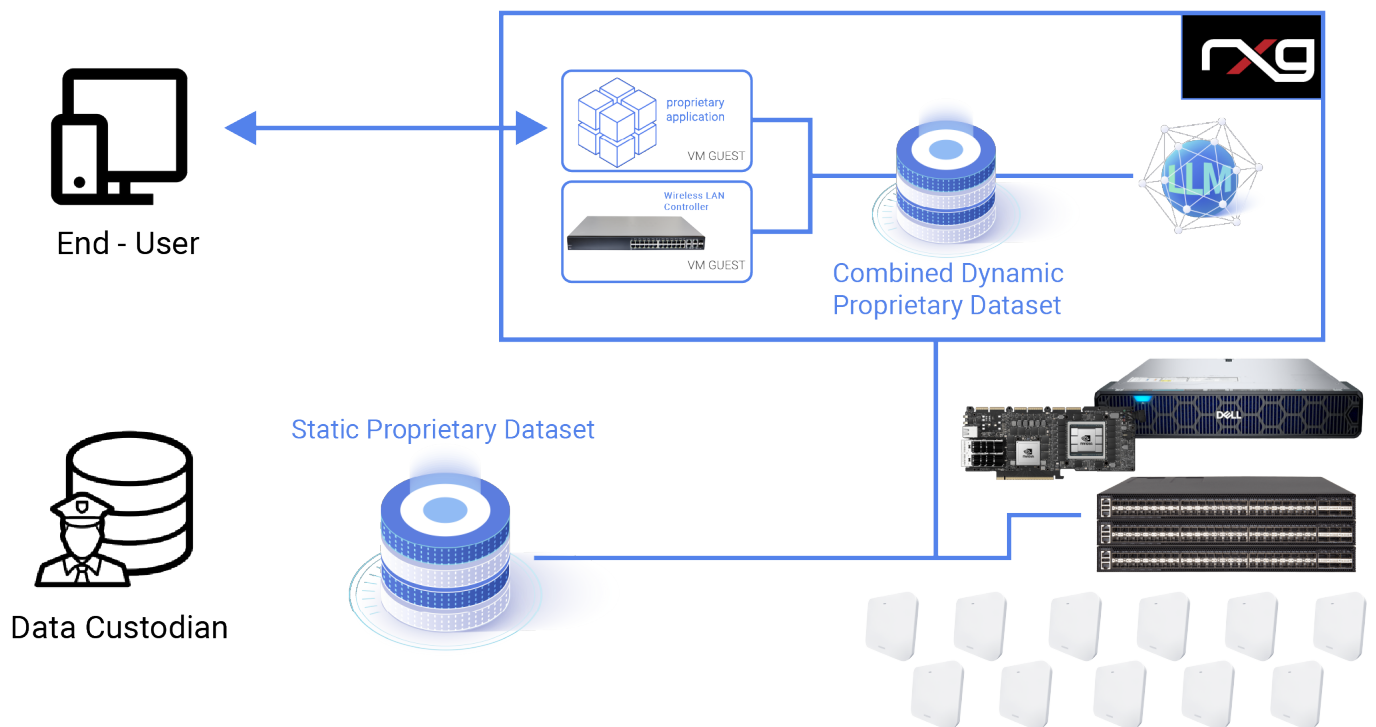 rxg
proprietary
application
VM GUEST
Wireless LAN
Controller
VM GUEST
LLM
End - User
Combined Dynamic
Proprietary Dataset
DELL
Static Proprietary Dataset
Data Custodian